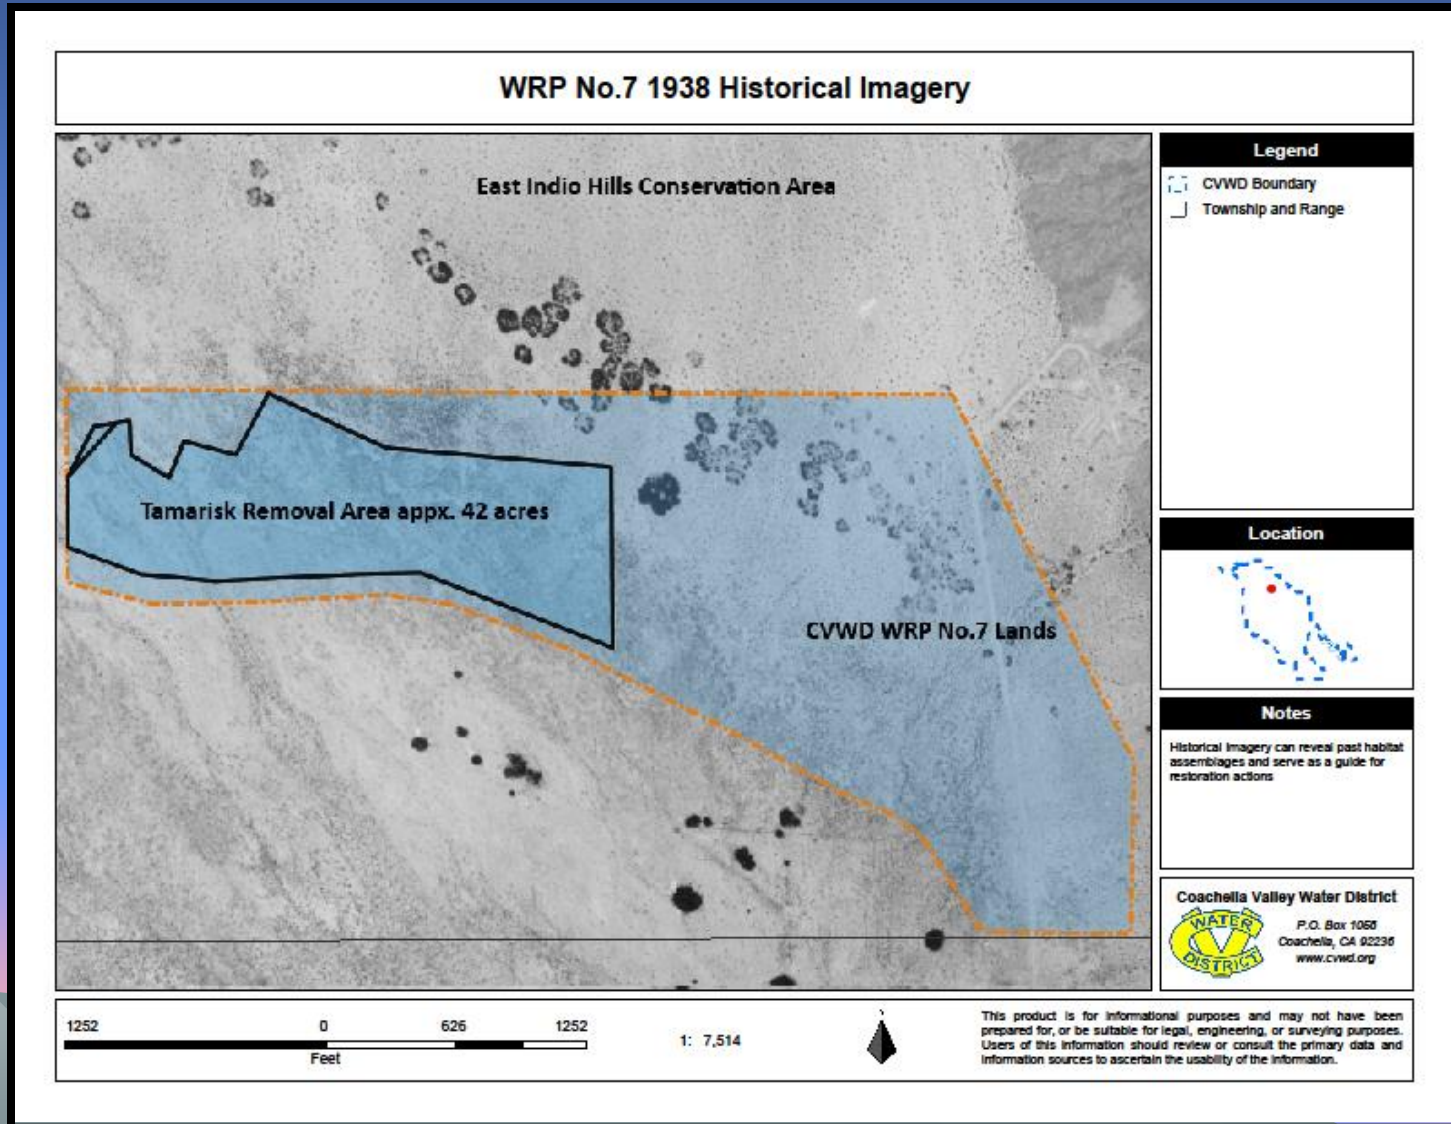 WRP No.7 1938 Historical Imagery
East Indio Hills Conservation Area
Tamarisk Removal Area appx. 42 acres
CVWD WRP No.7 Lands
Legend
CVWD Boundary
Township and Range
Location
Notes
Historical Imagery can reveal past habitat
assemblages and serve as a guide for
restoration actions
Coachella Valley Water District
WATER
DISTRICT
P.O. Box 1058
Coachella, CA 92236
www.cvwd.org
1252 0 626 1252
Feet
1: 7,514
This product is for informational purposes and may not have been
prepared for, or be suitable for legal, engineering, or surveying purposes.
Users of this information should review or consult the primary data and
information sources to ascertain the usability of the information.